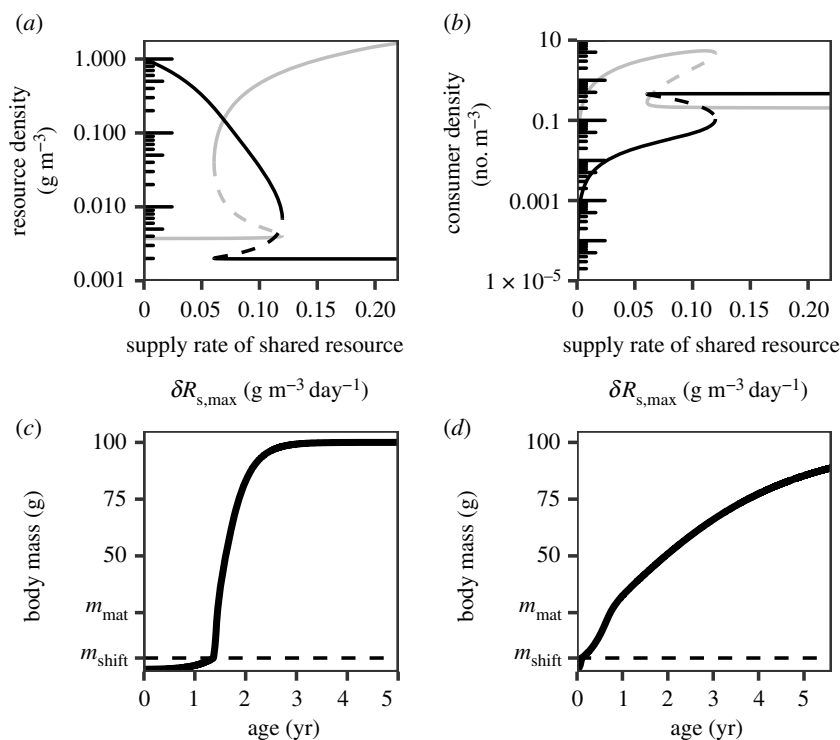 (a)
1.000
0.100
0.010
0.001
resource density
(g m⁻³)
0 0.05 0.10 0.15 0.20
supply rate of shared resource
δR_s,max (g m⁻³ day⁻¹)
(b)
10
0.1
0.001
1 × 10⁻⁵
consumer density
(no. m⁻³)
0 0.05 0.10 0.15 0.20
supply rate of shared resource
δR_s,max (g m⁻³ day⁻¹)
(c)
100
75
50
m_mat
m_shift
body mass (g)
0 1 2 3 4 5
age (yr)
(d)
100
75
50
m_mat
m_shift
body mass (g)
0 1 2 3 4 5
age (yr)